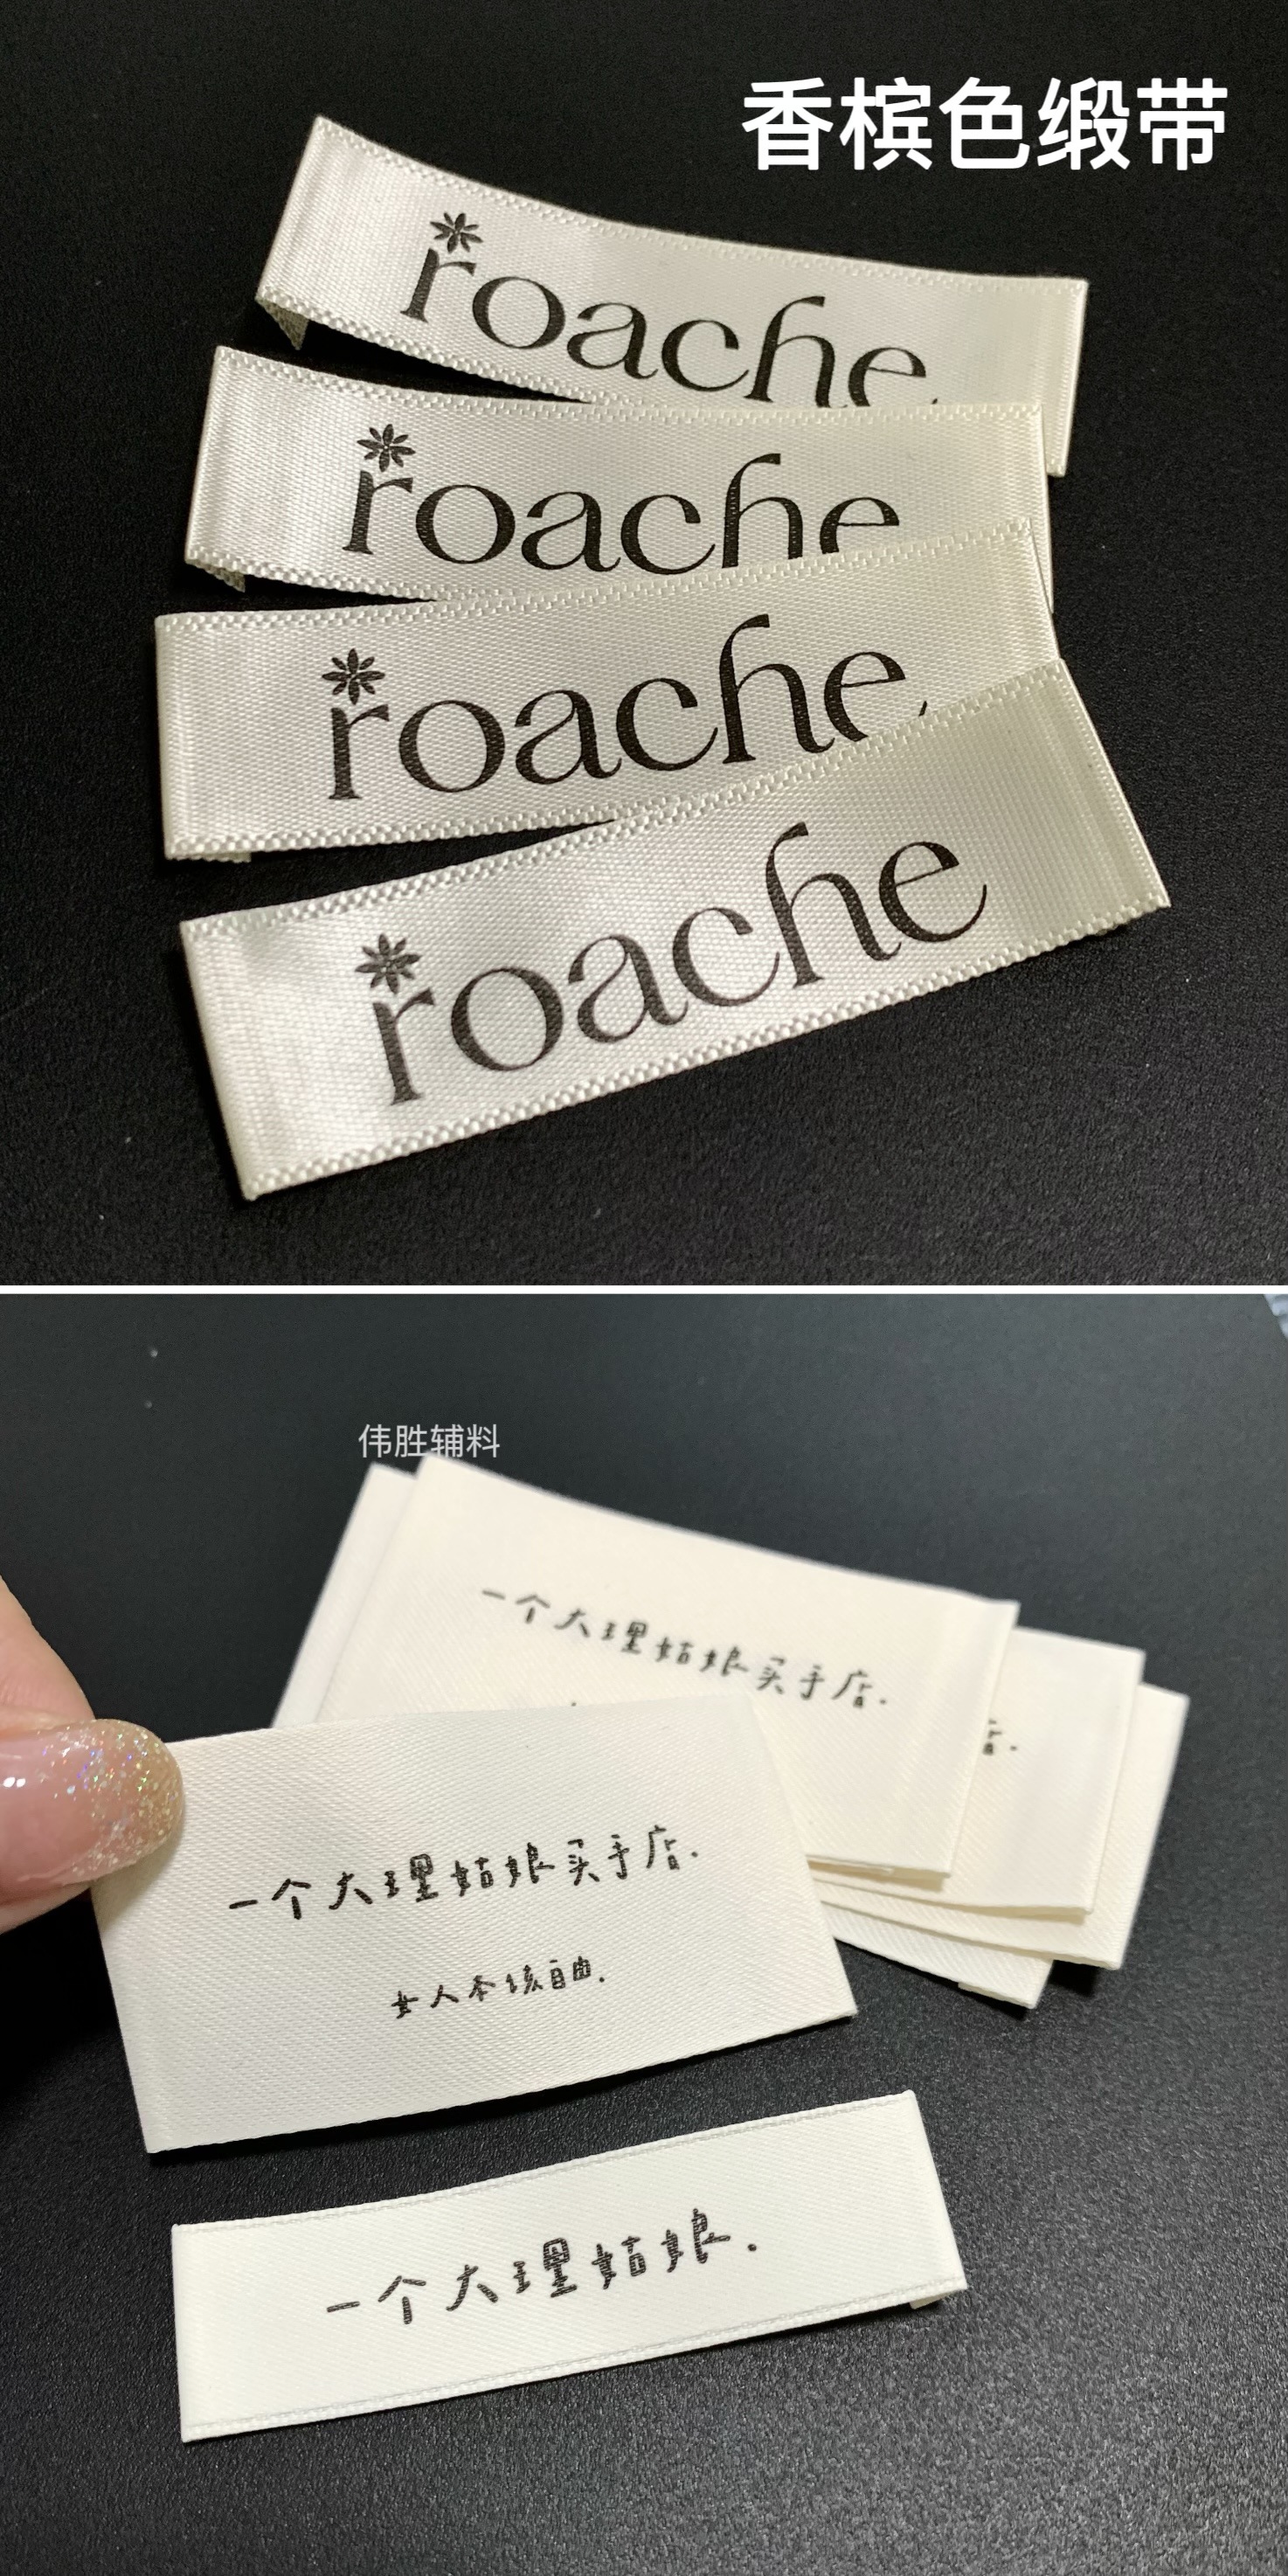 香槟色缎带
roache
roache
roache
roache
伟胜辅料
一个大理姑娘买手店.
店.
一个大理姑娘买手店.
女人本该自由.
一个大理姑娘.